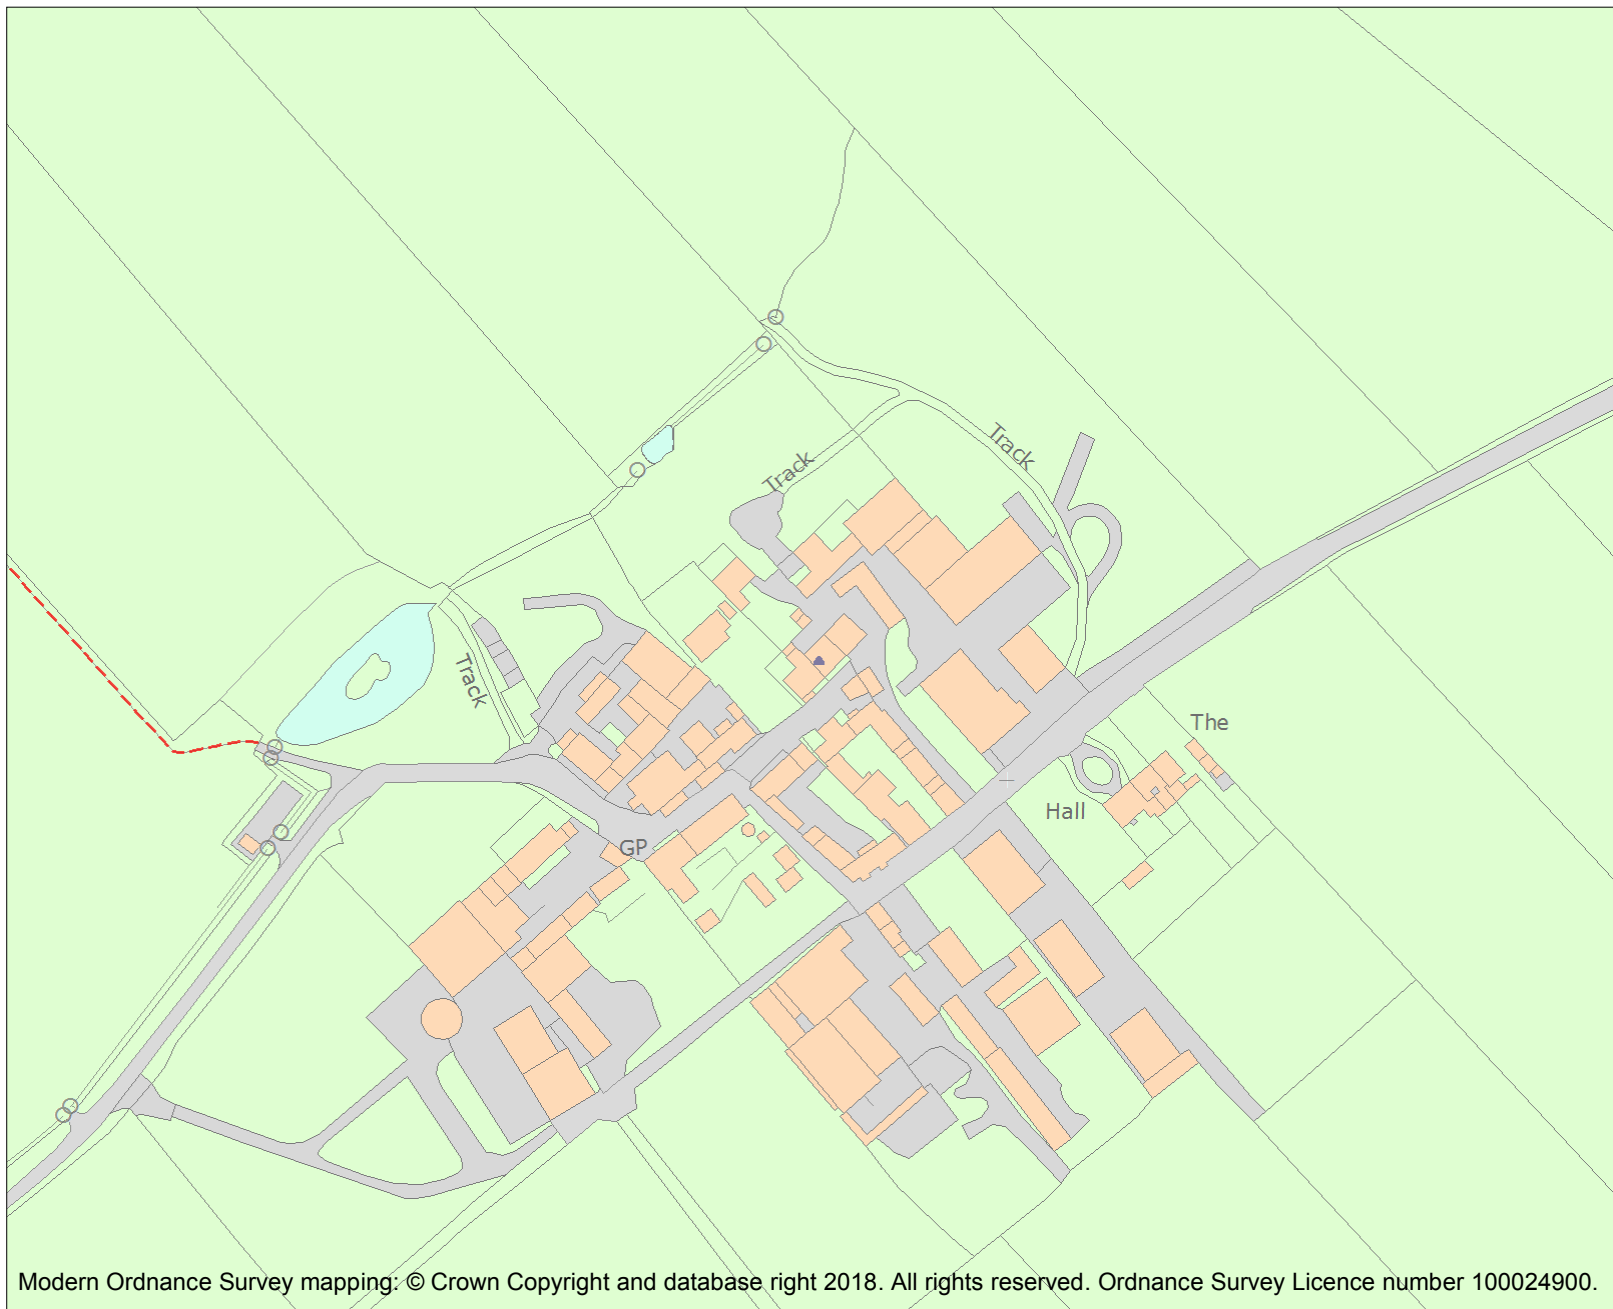 Track
Track
Track
The
Hall
GP
Modern Ordnance Survey mapping: © Crown Copyright and database right 2018. All rights reserved. Ordnance Survey Licence number 100024900.